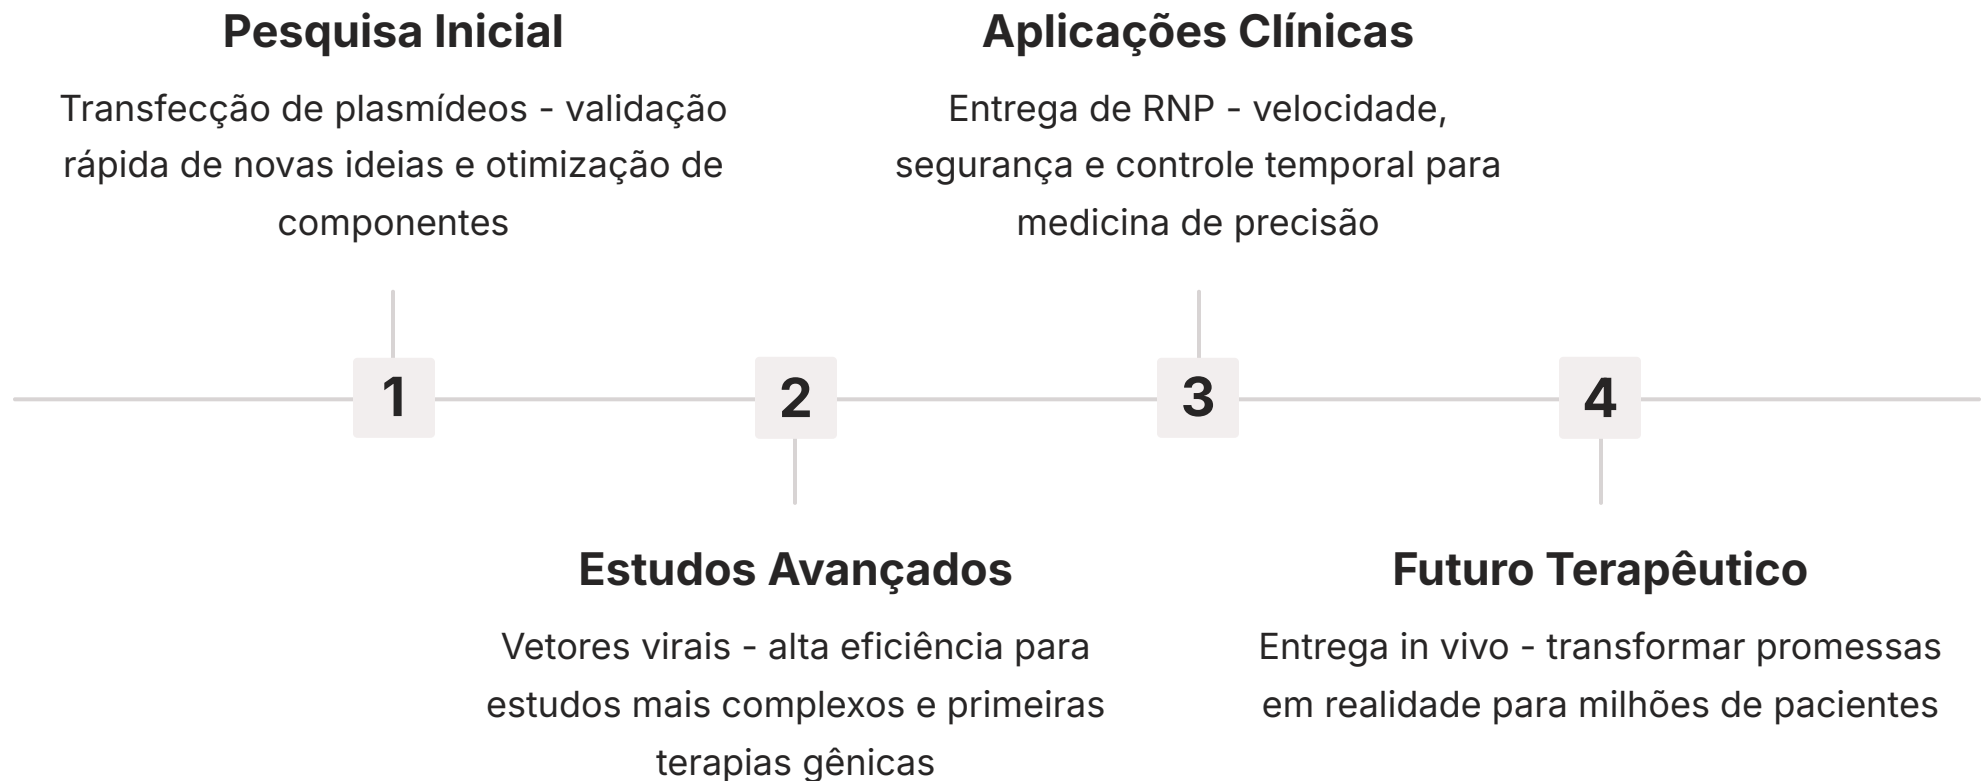 Pesquisa Inicial
Transfecção de plasmídeos - validação
rápida de novas ideias e otimização de
componentes
Aplicações Clínicas
Entrega de RNP - velocidade,
segurança e controle temporal para
medicina de precisão
1
2
3
4
Estudos Avançados
Vetores virais - alta eficiência para
estudos mais complexos e primeiras
terapias gênicas
Futuro Terapêutico
Entrega in vivo - transformar promessas
em realidade para milhões de pacientes